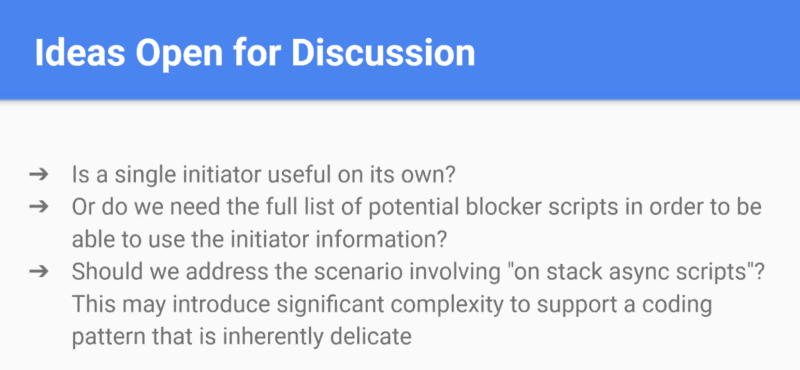 Ideas Open for Discussion
➔ Is a single initiator useful on its own?
➔ Or do we need the full list of potential blocker scripts in order to be
able to use the initiator information?
➔ Should we address the scenario involving "on stack async scripts"?
This may introduce significant complexity to support a coding
pattern that is inherently delicate